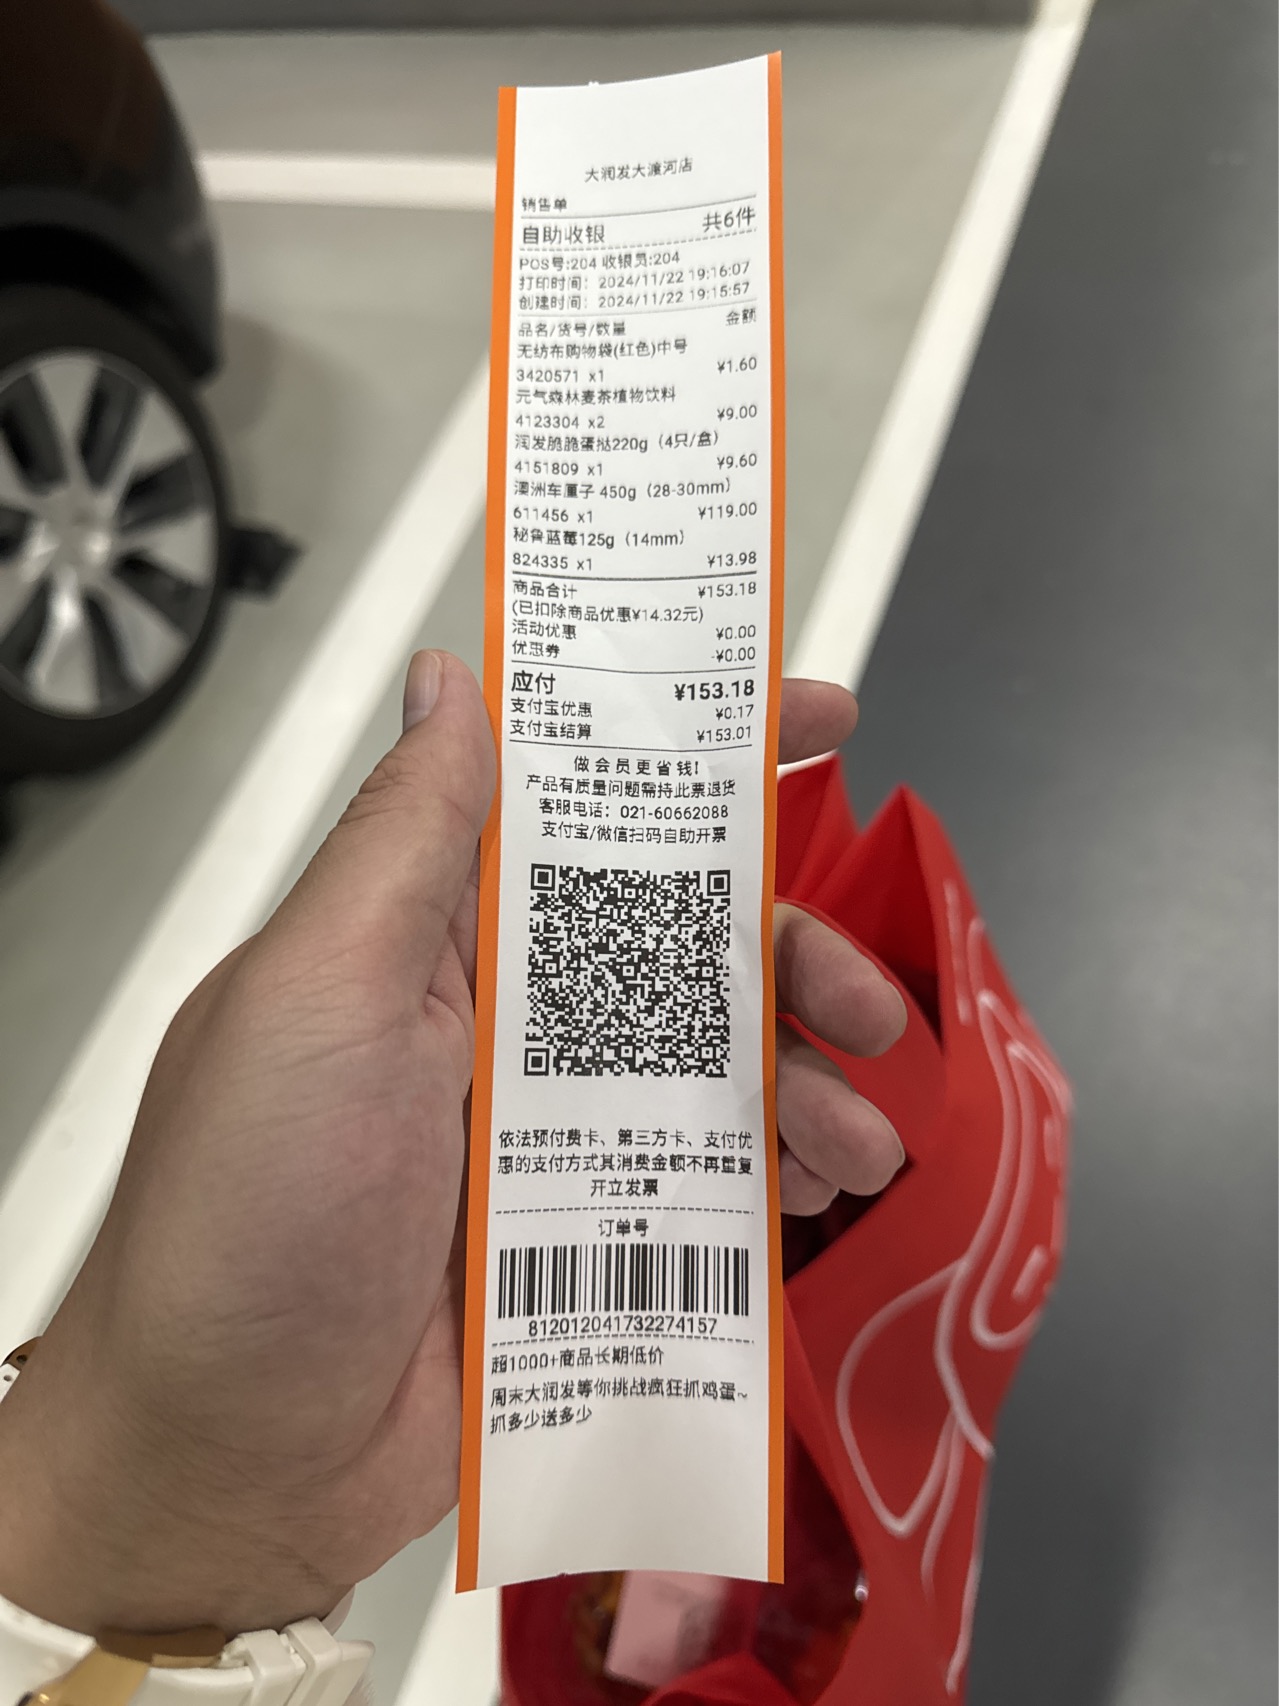 大润发大渡河店
销售单
自助收银 共6件
POS号:204 收银员:204
打印时间: 2024/11/22 19:16:07
创建时间: 2024/11/22 19:15:57
品名/货号/数量 金额
无纺布购物袋(红色)中号
3420571 x1 ¥1.60
元气森林麦茶植物饮料
4123304 x2 ¥9.00
润发脆脆蛋挞220g（4只/盒）
4151809 x1 ¥9.60
澳洲车厘子 450g（28-30mm）
611456 x1 ¥119.00
秘鲁蓝莓125g（14mm）
824335 x1 ¥13.98
商品合计 ¥153.18
(已扣除商品优惠¥14.32元)
活动优惠 ¥0.00
优惠券 -¥0.00
应付 ¥153.18
支付宝优惠 ¥0.17
支付宝结算 ¥153.01
做会员更省钱!
产品有质量问题需持此票退货
客服电话: 021-60662088
支付宝/微信扫码自助开票
依法预付费卡、第三方卡、支付优
惠的支付方式其消费金额不再重复
开立发票
订单号
812012041732274157
超1000+商品长期低价
周末大润发等你挑战疯狂抓鸡蛋~
抓多少送多少